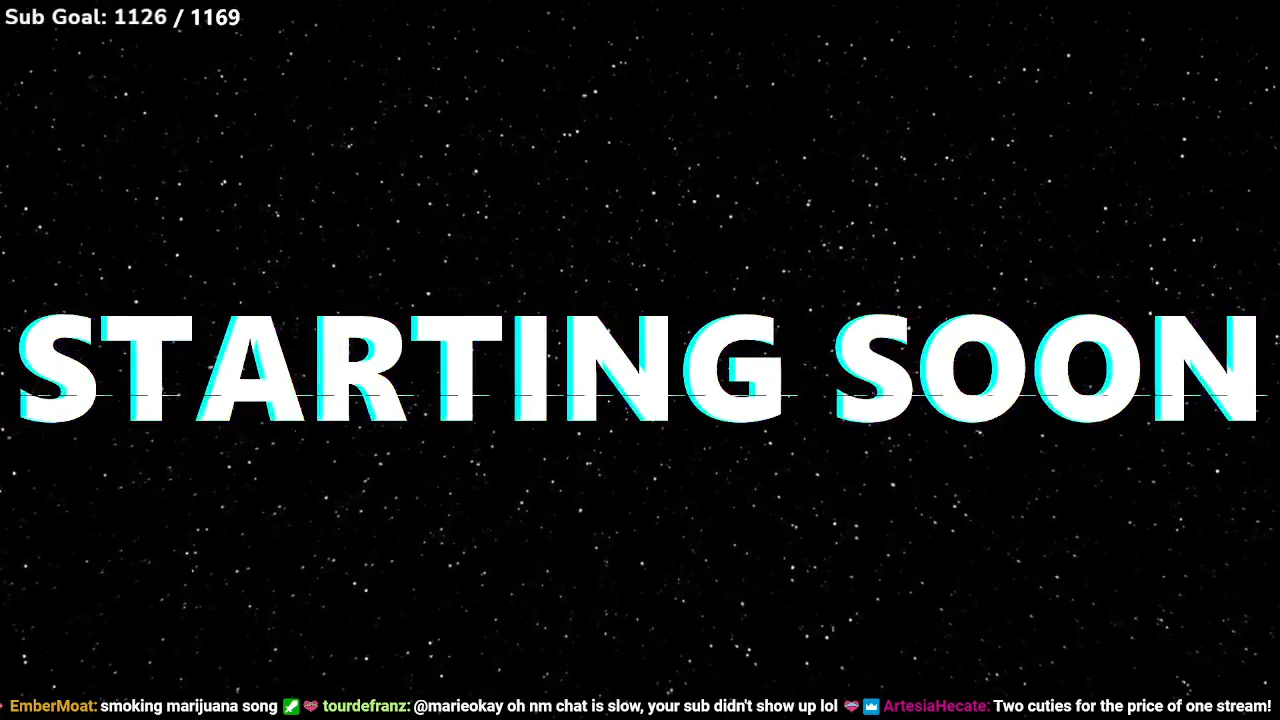 Sub Goal: 1126 / 1169
STARTING SOON
EmberMoat: smoking marijuana song tourdefranz: @marieokay oh nm chat is slow, your sub didn't show up lol ArtesiaHecate: Two cuties for the price of one stream!